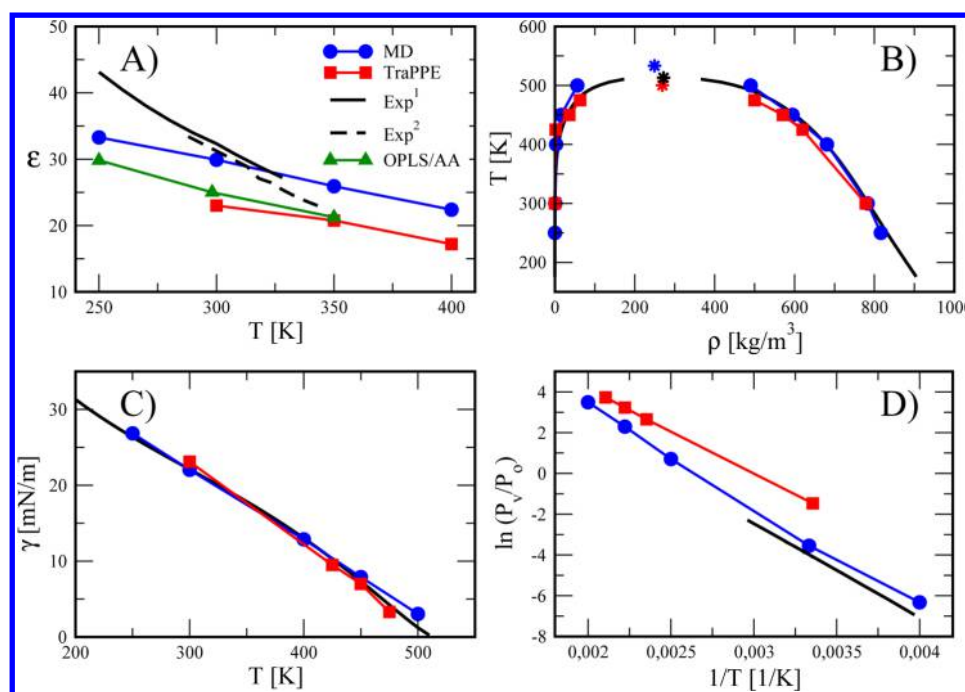 A)
MD
TraPPE
Exp1
Exp2
OPLS/AA
50
40
30
20
10
ε
250
300
350
400
T [K]
B)
600
500
400
300
200
T [K]
0
200
400
600
800
1000
ρ [kg/m3]
C)
30
20
10
0
γ [mN/m]
200
300
400
500
T [K]
D)
4
2
0
-2
-4
-6
-8
ln (Pv/Po)
0,002
0,0025
0,003
0,0035
0,004
1/T [1/K]